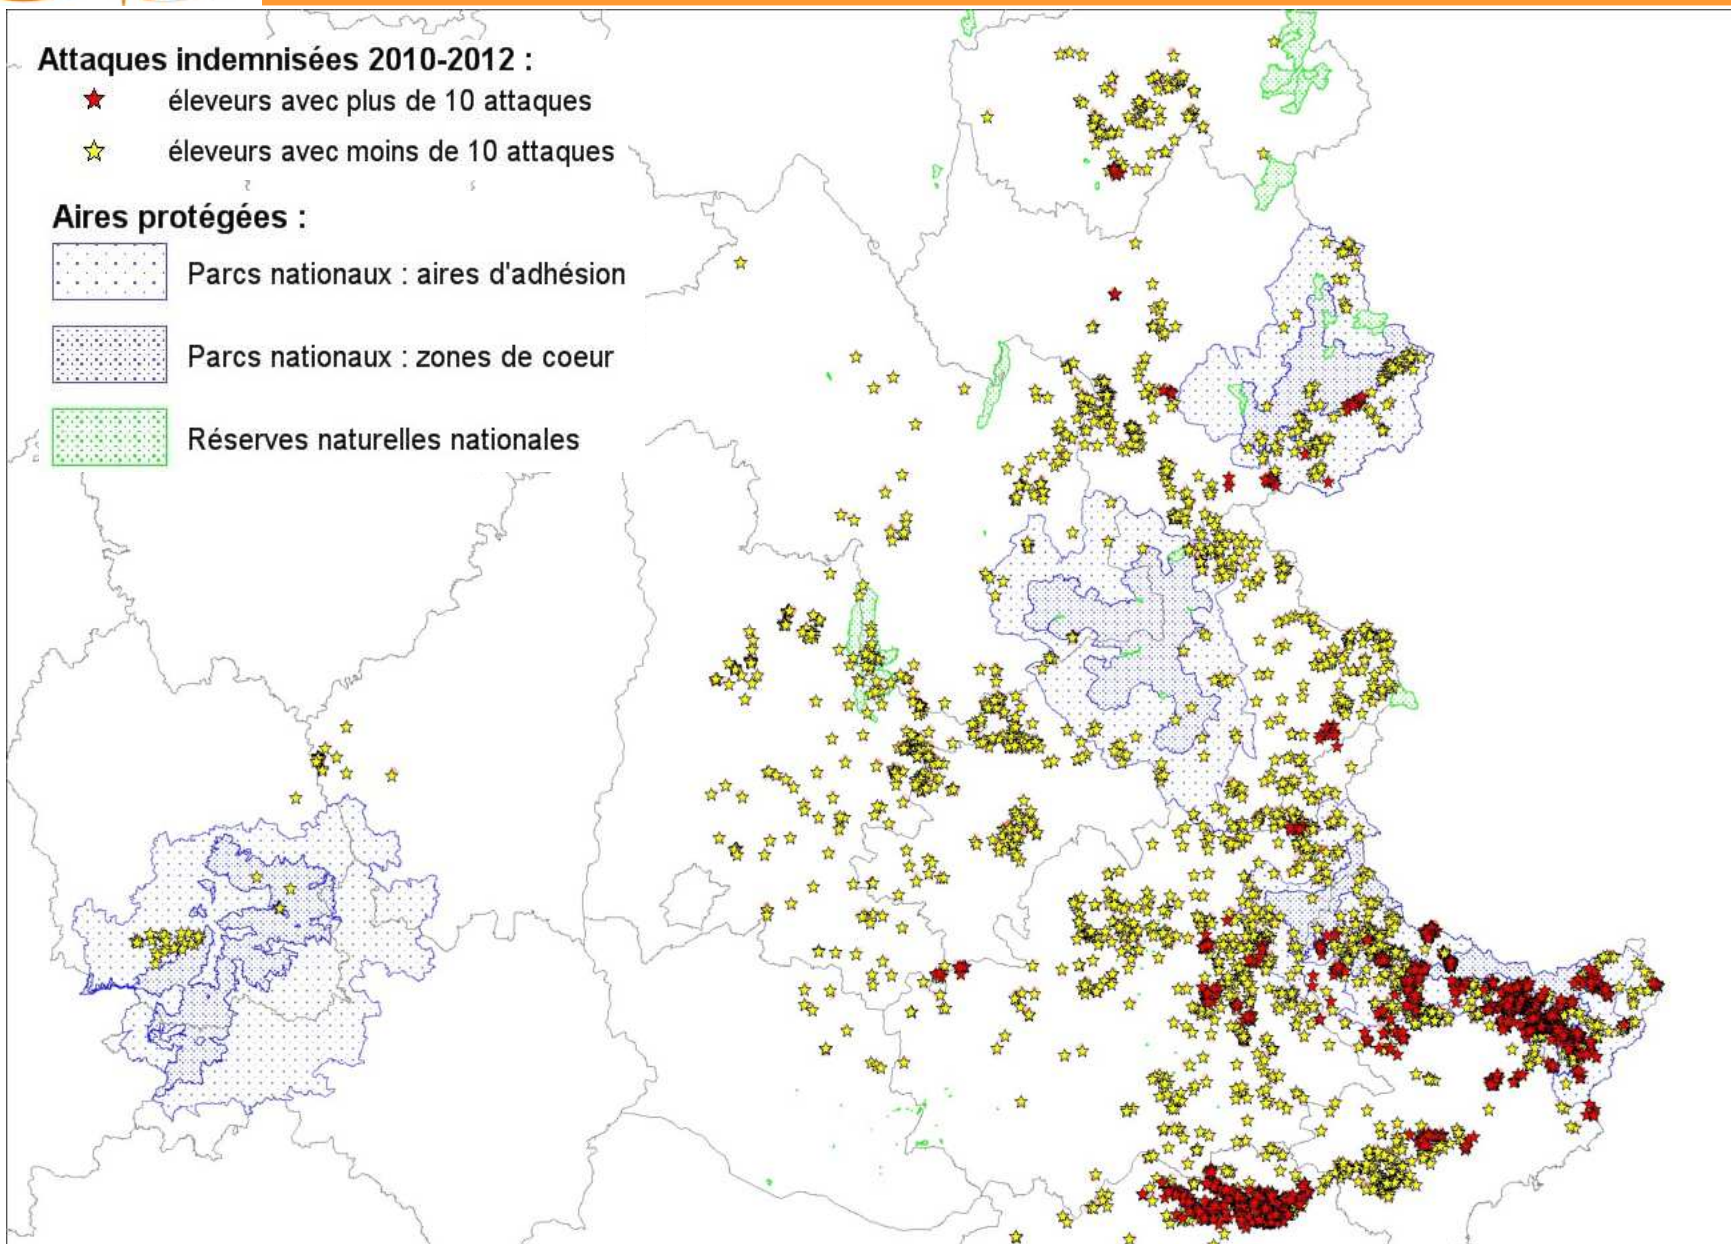 Attaques indemnisées 2010-2012 :
éleveurs avec plus de 10 attaques
éleveurs avec moins de 10 attaques
Aires protégées :
Parcs nationaux : aires d'adhésion
Parcs nationaux : zones de coeur
Réserves naturelles nationales